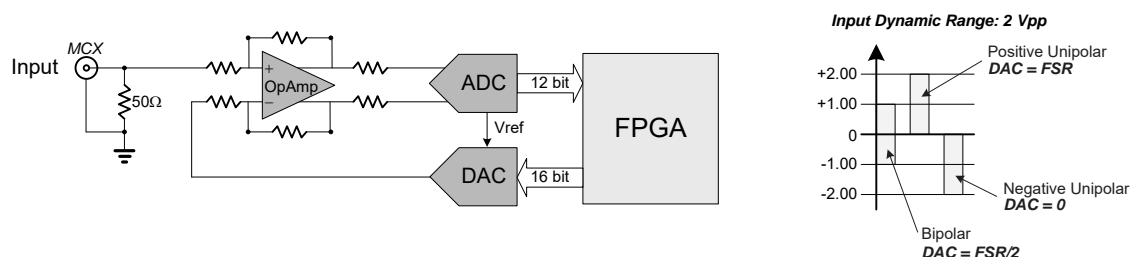 Input
MCX
50Ω
+
OpAmp
−
ADC
12 bit
Vref
DAC
16 bit
FPGA
Input Dynamic Range: 2 Vpp
+2.00
+1.00
0
-1.00
-2.00
Positive Unipolar
DAC = FSR
Negative Unipolar
DAC = 0
Bipolar
DAC = FSR/2